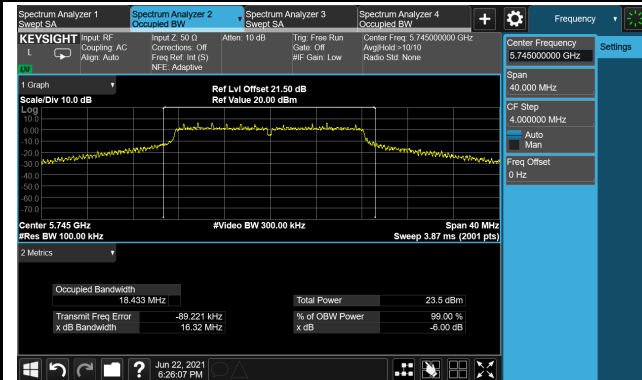 Spectrum Analyzer 1
Swept SA
Spectrum Analyzer 2
Occupied BW
Spectrum Analyzer 3
Swept SA
Spectrum Analyzer 4
Occupied BW
+
Frequency
KEYSIGHT
L
Input: RF
Coupling: AC
Align: Auto
Input Z: 50 Ω
Corrections: Off
Freq Ref: Int (S)
NFE: Adaptive
Atten: 10 dB
Trig: Free Run
Gate: Off
#IF Gain: Low
Center Freq: 5.745000000 GHz
Avg|Hold:>10/10
Radio Std: None
Center Frequency
5.745000000 GHz
Settings
Span
40.000 MHz
CF Step
4.000000 MHz
Auto
Man
Freq Offset
0 Hz
1 Graph
Scale/Div 10.0 dB
Ref Lvl Offset 21.50 dB
Ref Value 20.00 dBm
Log
10.0
0.00
-10.0
-20.0
-30.0
-40.0
-50.0
-60.0
-70.0
Center 5.745 GHz
#Res BW 100.00 kHz
#Video BW 300.00 kHz
Span 40 MHz
Sweep 3.87 ms (2001 pts)
2 Metrics
Occupied Bandwidth
18.433 MHz
Total Power 23.5 dBm
Transmit Freq Error -89.221 kHz
% of OBW Power 99.00 %
x dB Bandwidth 16.32 MHz
x dB -6.00 dB
?
Jun 22, 2021
6:26:07 PM